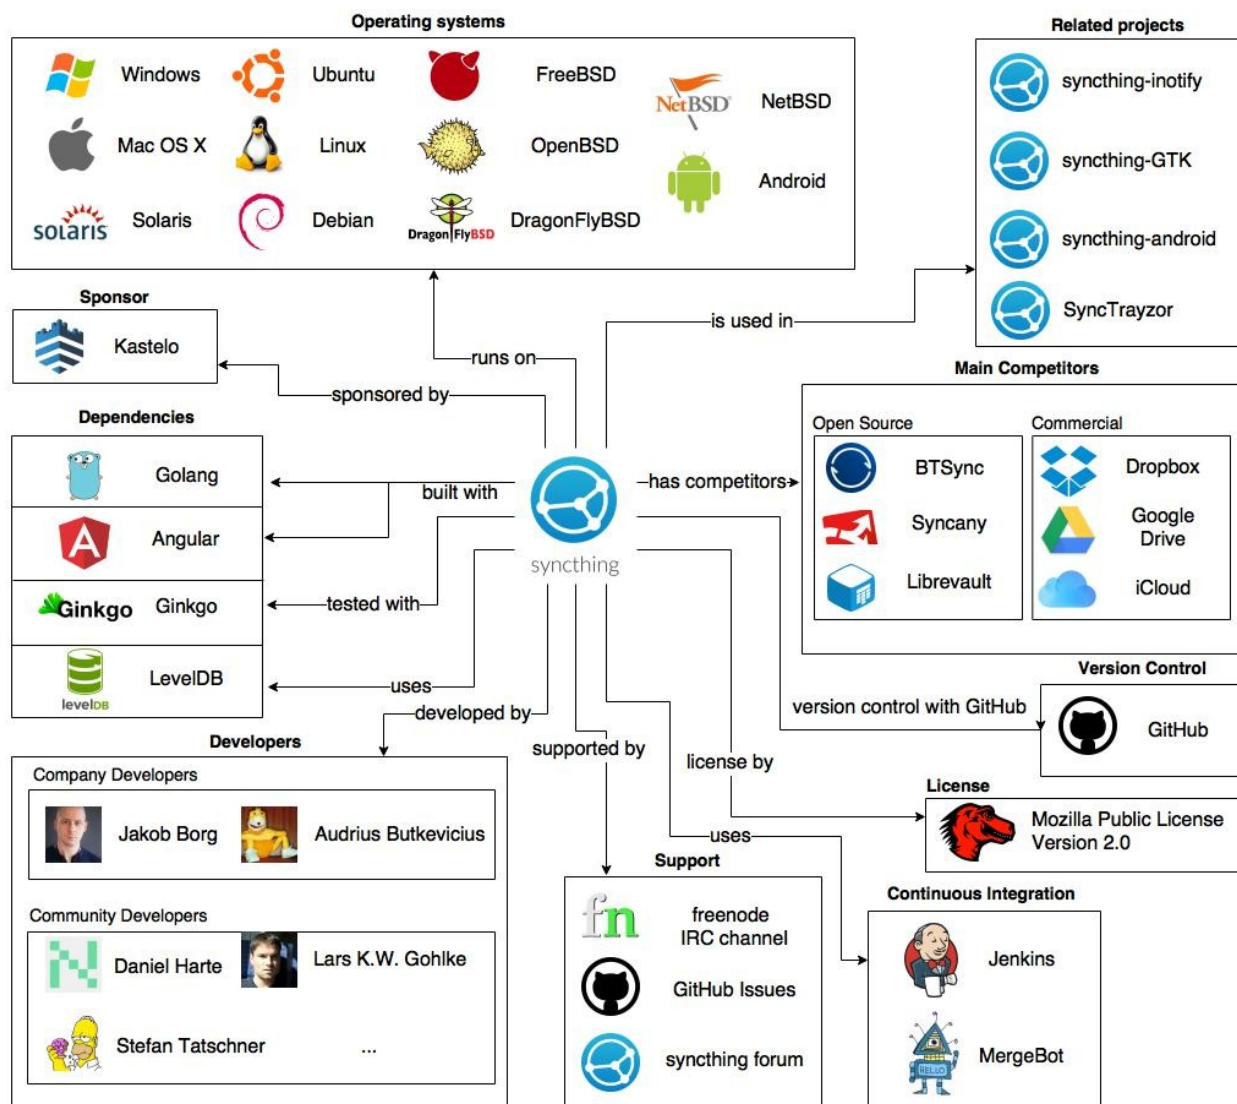 Operating systems
Windows
Ubuntu
FreeBSD
NetBSD
NetBSD®
Mac OS X
Linux
OpenBSD
Android
solaris
Solaris
Debian
DragonFlyBSD
DragonFlyBSD
Related projects
syncthing-inotify
syncthing-GTK
syncthing-android
SyncTrayzor
is used in
runs on
Sponsor
Kastelo
sponsored by
Dependencies
Golang
Angular
Ginkgo
Ginkgo
LevelDB
levelDB
built with
tested with
uses
syncthing
has competitors
Main Competitors
Open Source
BTSync
Syncany
Librevault
Commercial
Dropbox
Google
Drive
iCloud
Version Control
version control with GitHub
GitHub
developed by
Developers
Company Developers
Jakob Borg
Audrius Butkevicius
Community Developers
Daniel Harte
Lars K.W. Gohlke
Stefan Tatschner
...
supported by
Support
fn
freenode
IRC channel
GitHub Issues
syncthing forum
license by
License
Mozilla Public License
Version 2.0
uses
Continuous Integration
Jenkins
HELLO
MergeBot